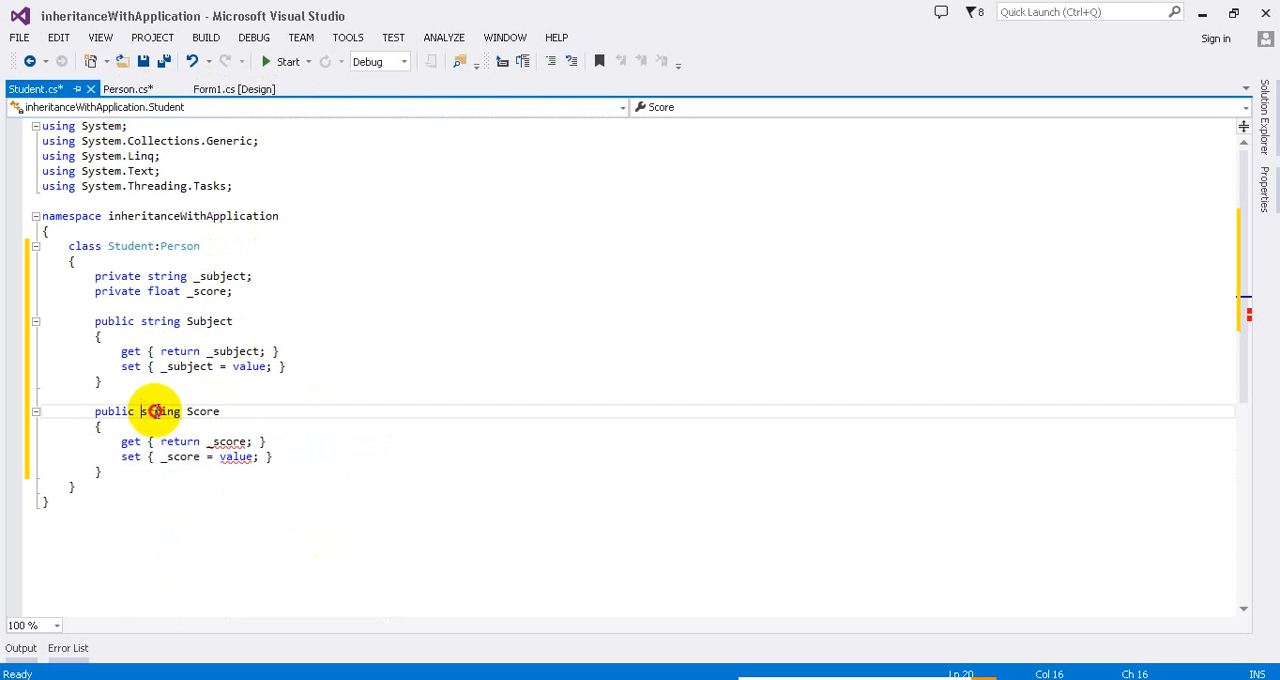 inheritanceWithApplication - Microsoft Visual Studio
8
Quick Launch (Ctrl+Q)
FILE EDIT VIEW PROJECT BUILD DEBUG TEAM TOOLS TEST ANALYZE WINDOW HELP
Sign in
Start Debug
Student.cs* Person.cs* Form1.cs [Design]
inheritanceWithApplication.Student Score
using System;
using System.Collections.Generic;
using System.Linq;
using System.Text;
using System.Threading.Tasks;
namespace inheritanceWithApplication
{
class Student:Person
{
private string _subject;
private float _score;
public string Subject
{
get { return _subject; }
set { _subject = value; }
}
public string Score
{
get { return _score; }
set { _score = value; }
}
}
}
Solution Explorer
Properties
100 %
Output Error List
Ready Ln 20 Col 16 Ch 16 INS